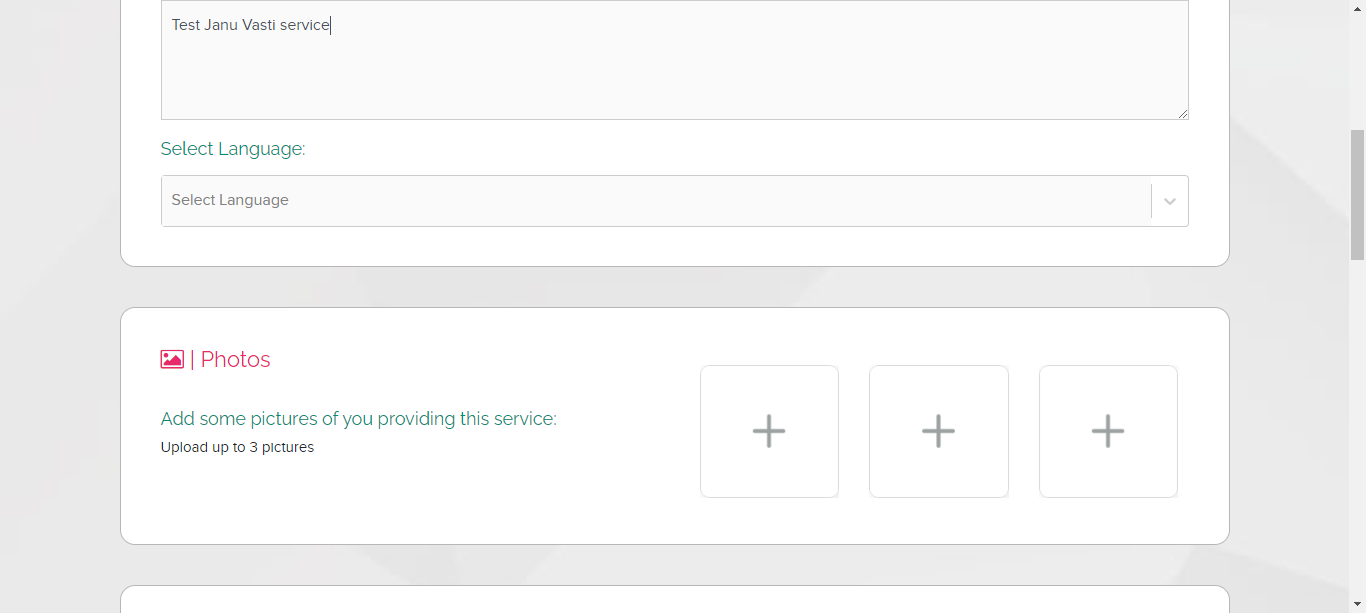 Test Janu Vasti service
Select Language:
Select Language
| Photos
Add some pictures of you providing this service:
Upload up to 3 pictures